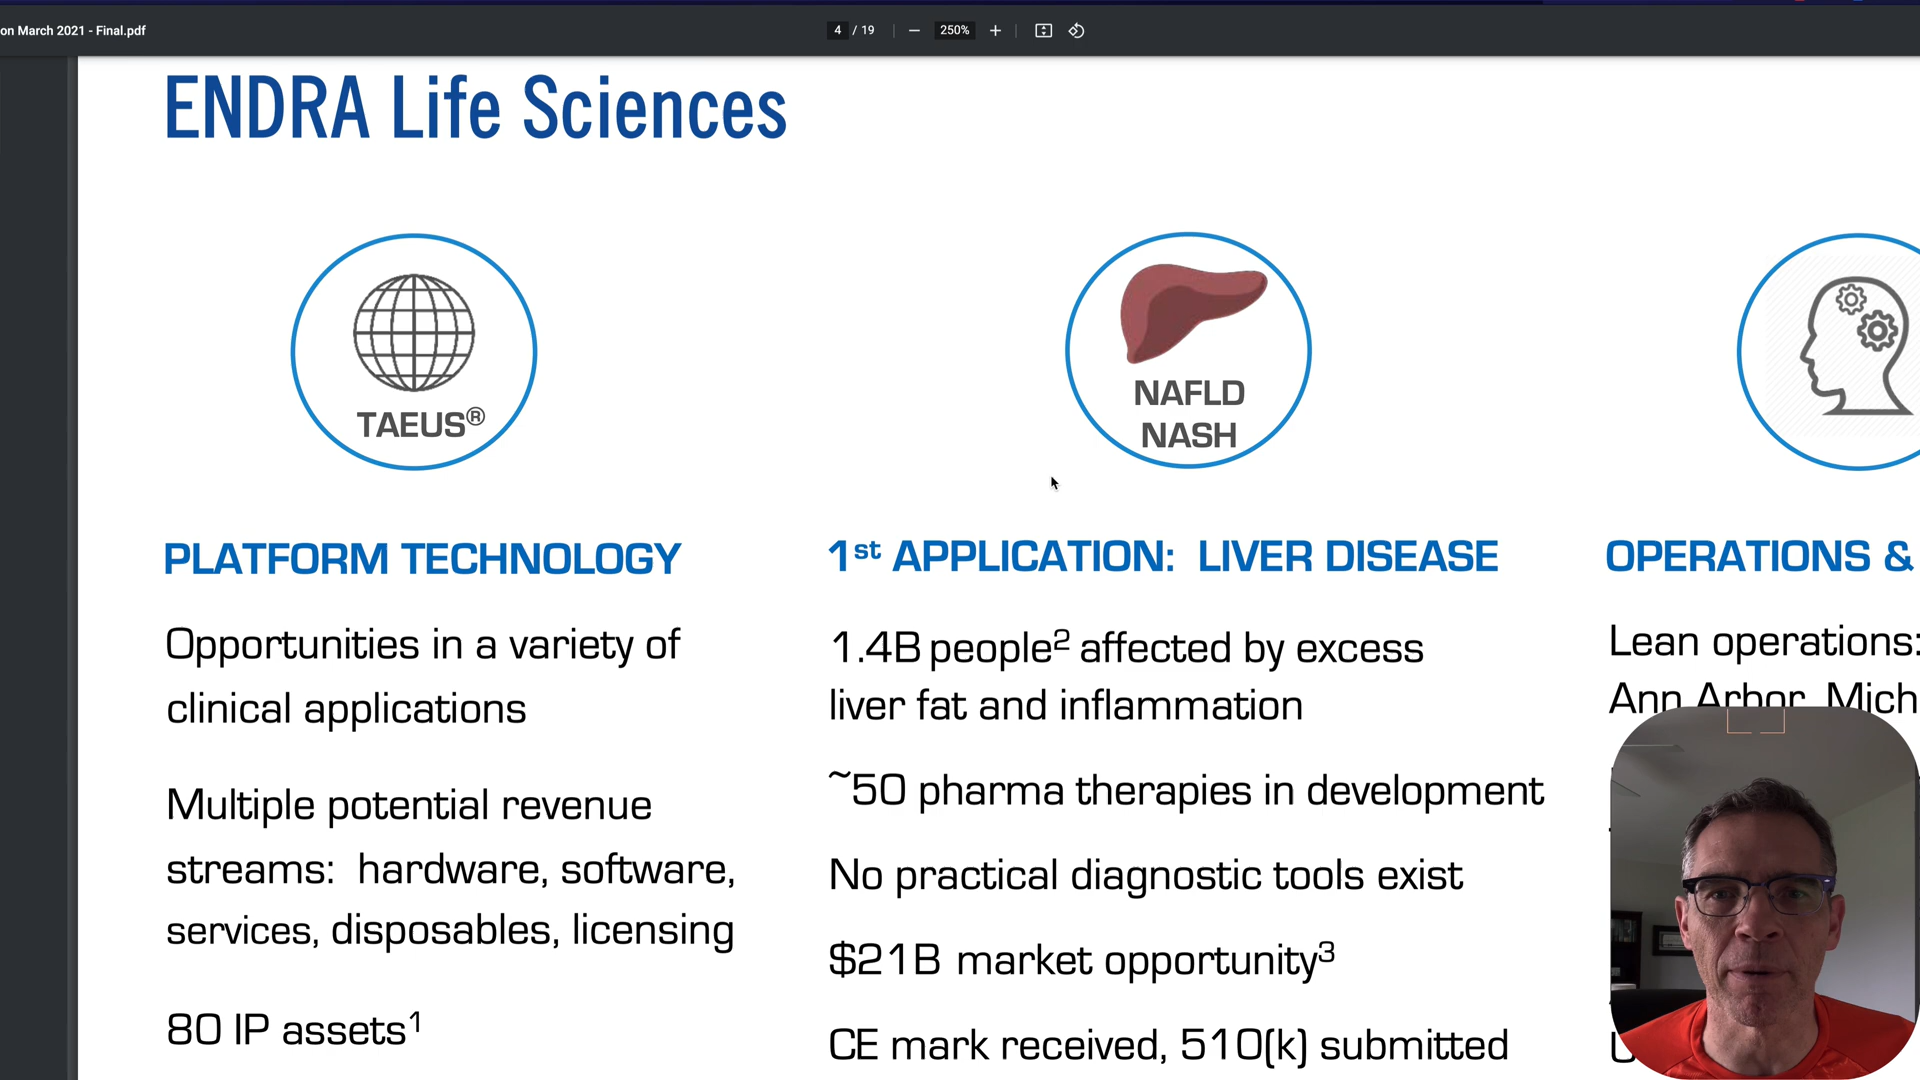 on March 2021 - Final.pdf
4 / 19
250%
ENDRA Life Sciences
TAEUS®
NAFLD
NASH
PLATFORM TECHNOLOGY
Opportunities in a variety of
clinical applications
Multiple potential revenue
streams: hardware, software,
services, disposables, licensing
80 IP assets¹
1st APPLICATION: LIVER DISEASE
1.4B people² affected by excess
liver fat and inflammation
~50 pharma therapies in development
No practical diagnostic tools exist
$21B market opportunity³
CE mark received, 510(k) submitted
OPERATIONS &
Lean operations:
Ann Arbor, Mich